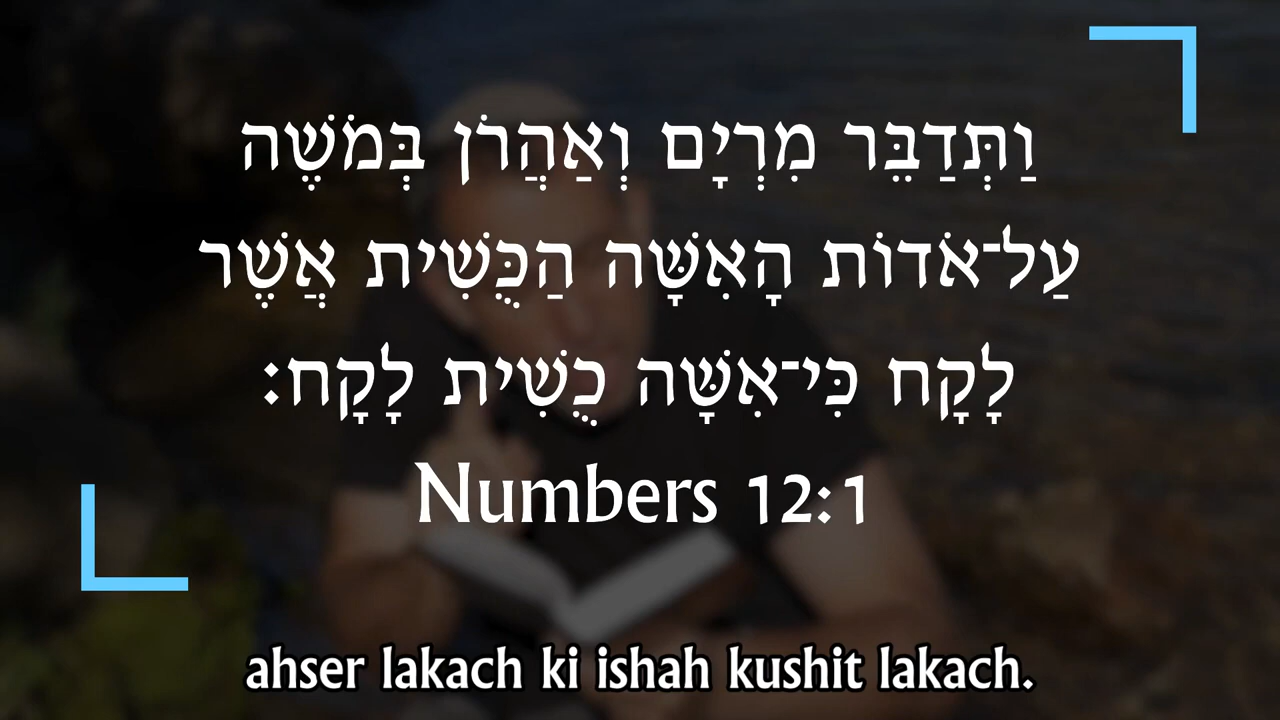 וַתְּדַבֵּר מִרְיָם וְאַהֲרֹן בְּמֹשֶׁה
עַל־אֹדוֹת הָאִשָּׁה הַכֻּשִׁית אֲשֶׁר
לָקָח כִּי־אִשָּׁה כֻשִׁית לָקָח׃
Numbers 12:1
ahser lakach ki ishah kushit lakach.